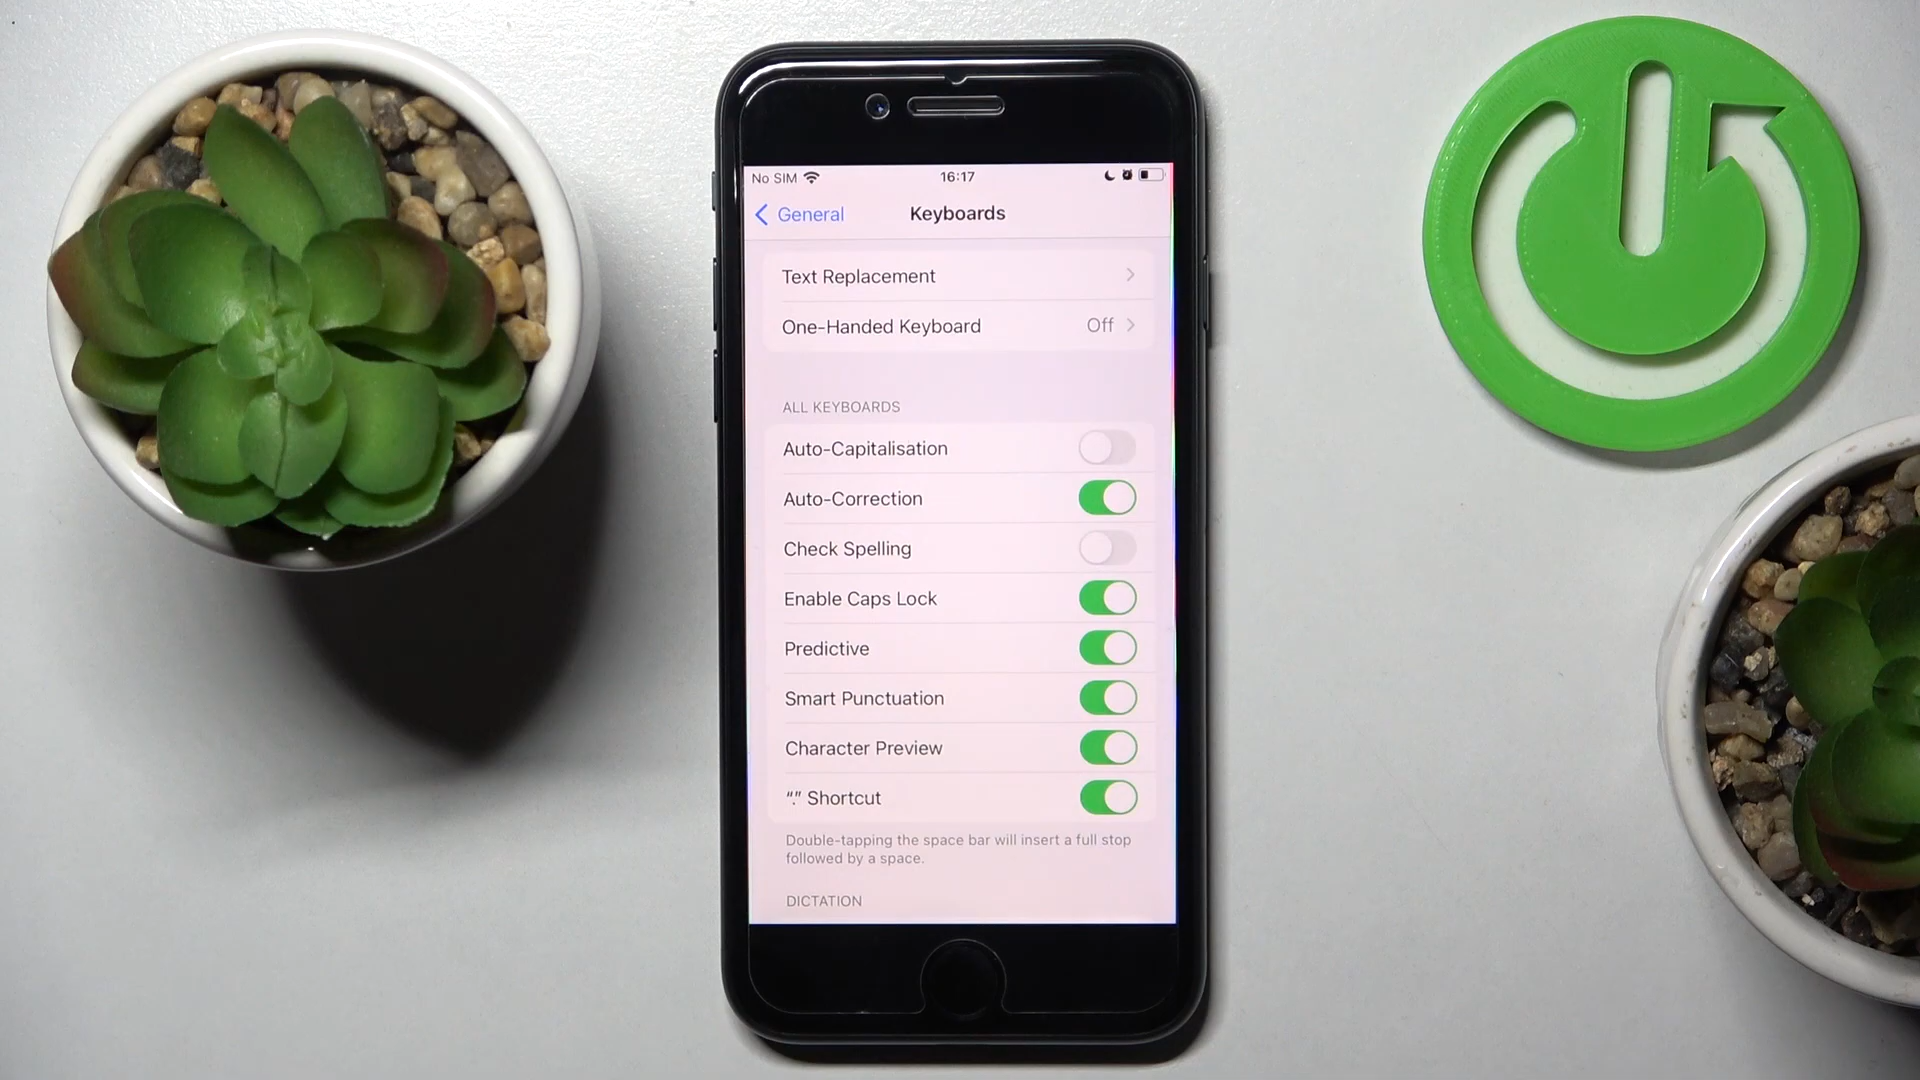 No SIM 16:17
General Keyboards
Text Replacement
One-Handed Keyboard Off
ALL KEYBOARDS
Auto-Capitalisation
Auto-Correction
Check Spelling
Enable Caps Lock
Predictive
Smart Punctuation
Character Preview
“.” Shortcut
Double-tapping the space bar will insert a full stop
followed by a space.
DICTATION